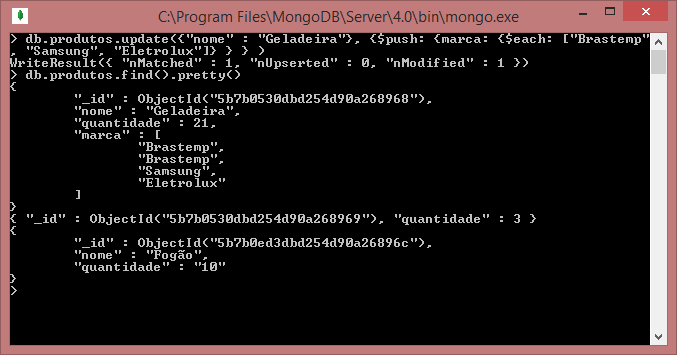 C:\Program Files\MongoDB\Server\4.0\bin\mongo.exe
> db.produtos.update({"nome" : "Geladeira"}, {$push: {marca: {$each: ["Brastemp"
, "Samsung", "Eletrolux"]} } } )
WriteResult({ "nMatched" : 1, "nUpserted" : 0, "nModified" : 1 })
> db.produtos.find().pretty()
{
"_id" : ObjectId("5b7b0530dbd254d90a268968"),
"nome" : "Geladeira",
"quantidade" : 21,
"marca" : [
"Brastemp",
"Brastemp",
"Samsung",
"Eletrolux"
]
}
{ "_id" : ObjectId("5b7b0530dbd254d90a268969"), "quantidade" : 3 }
{
"_id" : ObjectId("5b7b0ed3dbd254d90a26896c"),
"nome" : "Fogão",
"quantidade" : "10"
}
>